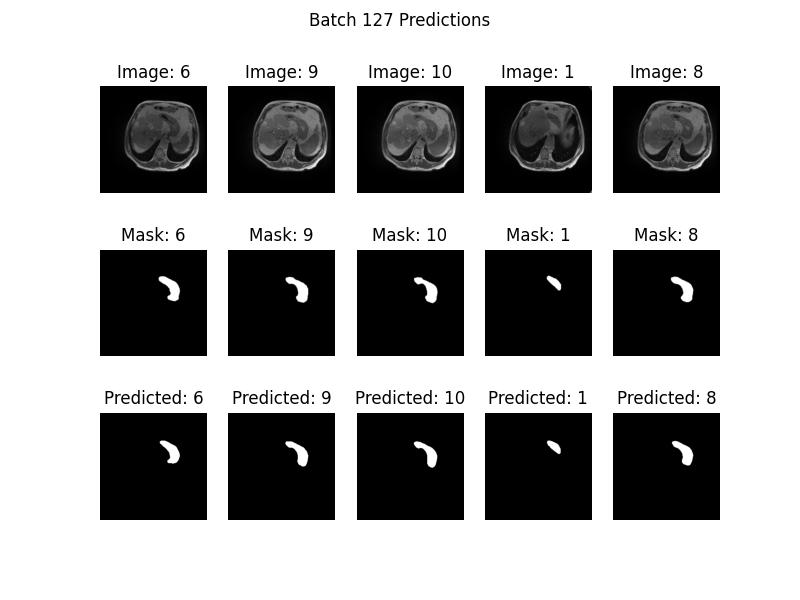 Batch 127 Predictions
Image: 6
Image: 9
Image: 10
Image: 1
Image: 8
Mask: 6
Mask: 9
Mask: 10
Mask: 1
Mask: 8
Predicted: 6
Predicted: 9
Predicted: 10
Predicted: 1
Predicted: 8